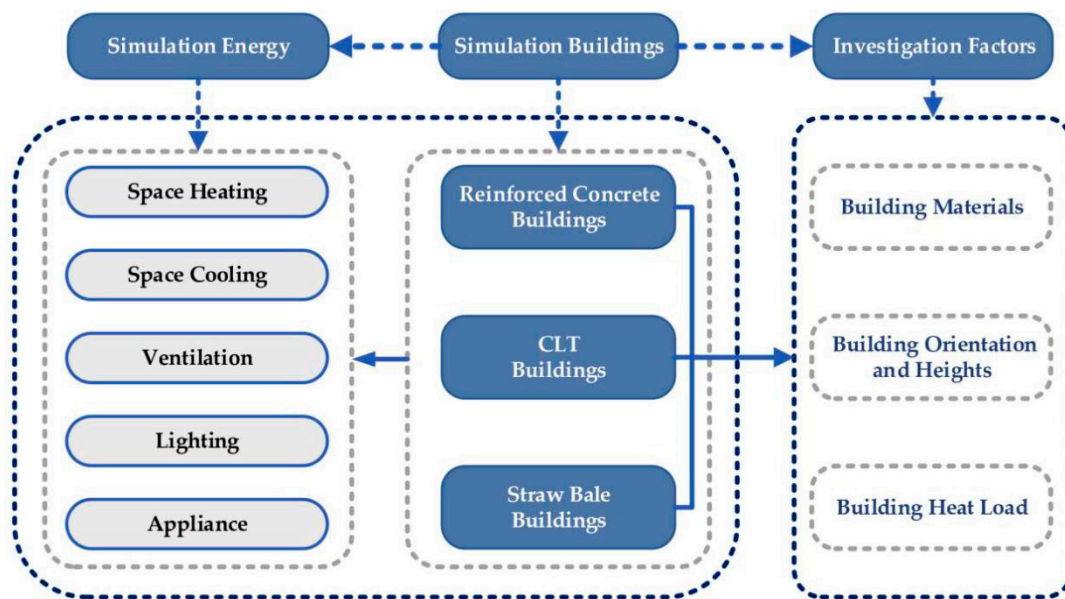 Simulation Energy
Simulation Buildings
Investigation Factors
Space Heating
Space Cooling
Ventilation
Lighting
Appliance
Reinforced Concrete
Buildings
CLT
Buildings
Straw Bale
Buildings
Building Materials
Building Orientation
and Heights
Building Heat Load